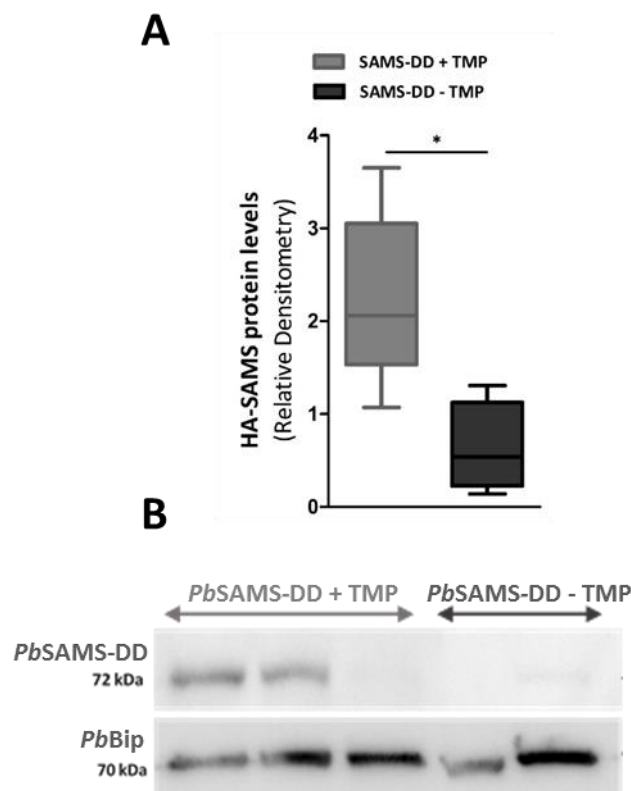 A
SAMS-DD + TMP
SAMS-DD - TMP
HA-SAMS protein levels
(Relative Densitometry)
4
3
2
1
0
*
B
PbSAMS-DD + TMP
PbSAMS-DD - TMP
PbSAMS-DD
72 kDa
PbBip
70 kDa